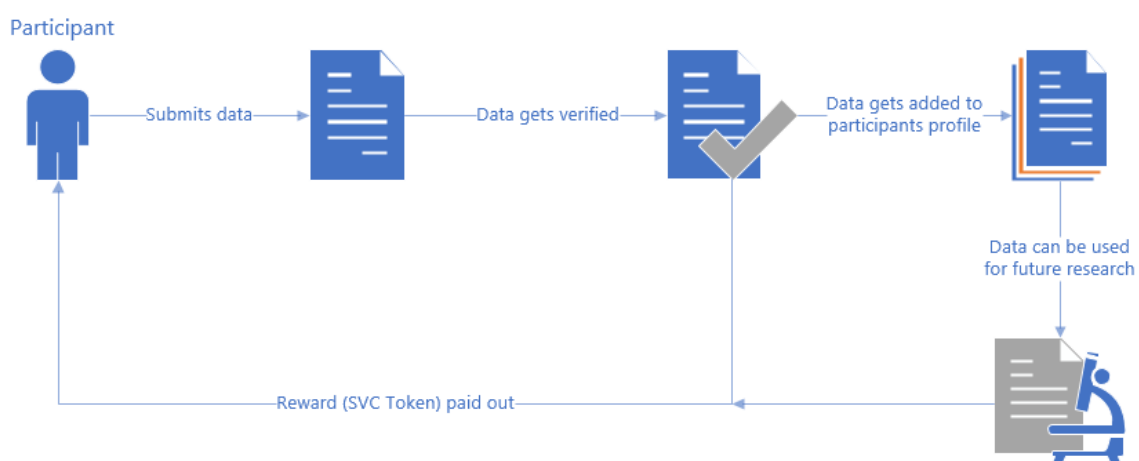 Participant
Submits data
Data gets verified
Data gets added to
participants profile
Data can be used
for future research
Reward (SVC Token) paid out